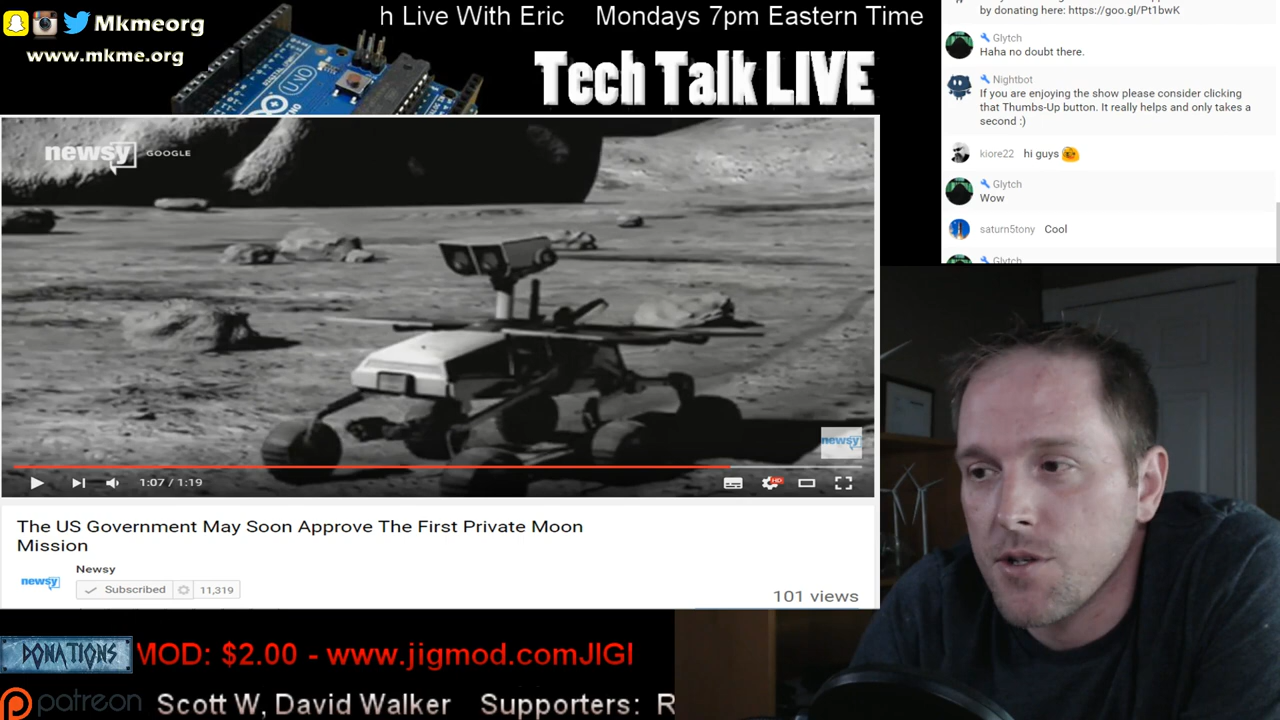 Mkmeorg
www.mkme.org
h Live With Eric Mondays 7pm Eastern Time
Tech Talk LIVE
UNO
newsy GOOGLE
newsy
1:07 / 1:19
HD
The US Government May Soon Approve The First Private Moon
Mission
newsy
Newsy
Subscribed 11,319
101 views
DONATIONS
MOD: $2.00 - www.jigmod.comJIGI
patreon
Scott W, David Walker Supporters: R
by donating here: https://goo.gl/Pt1bwK
Glytch
Haha no doubt there.
Nightbot
If you are enjoying the show please consider clicking
that Thumbs-Up button. It really helps and only takes a
second :)
kiore22 hi guys
Glytch
Wow
saturn5tony Cool
Glytch